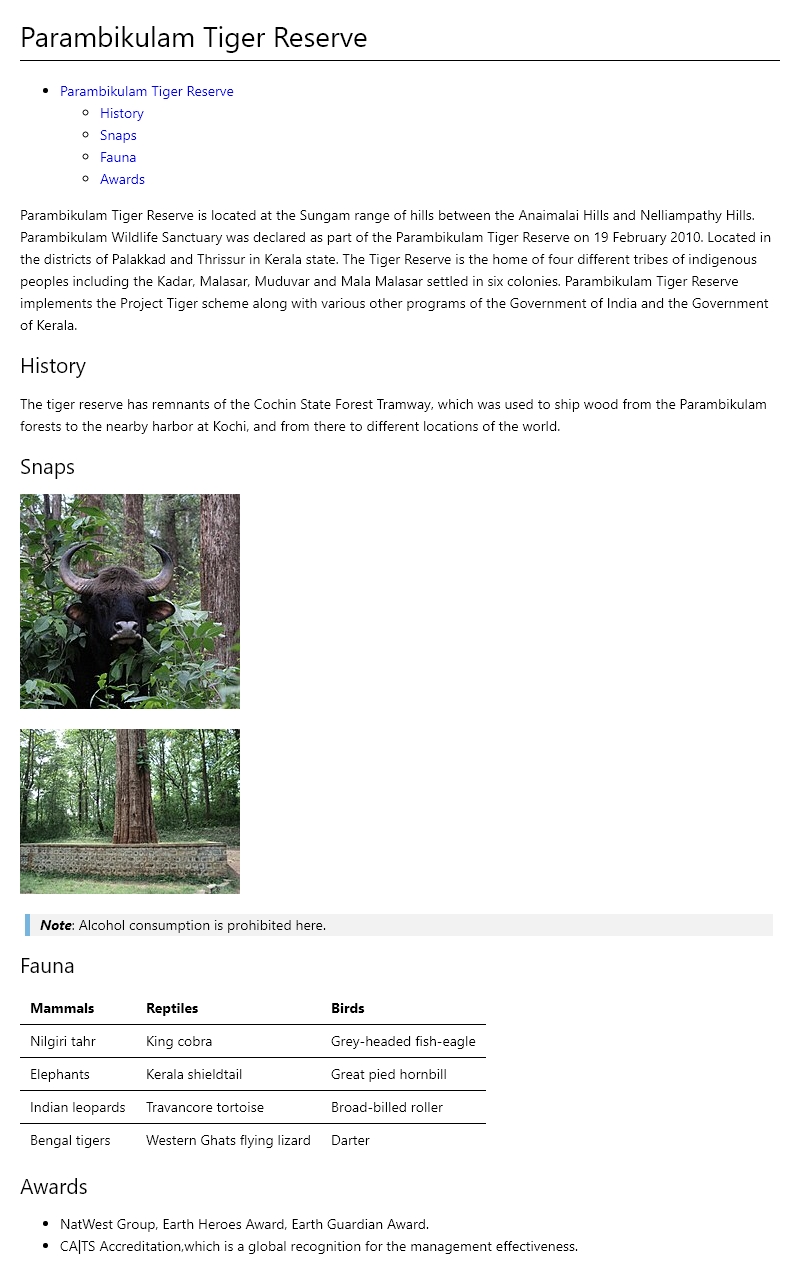 Parambikulam Tiger Reserve
Parambikulam Tiger Reserve
History
Snaps
Fauna
Awards
Parambikulam Tiger Reserve is located at the Sungam range of hills between the Anaimalai Hills and Nelliampathy Hills.
Parambikulam Wildlife Sanctuary was declared as part of the Parambikulam Tiger Reserve on 19 February 2010. Located in
the districts of Palakkad and Thrissur in Kerala state. The Tiger Reserve is the home of four different tribes of indigenous
peoples including the Kadar, Malasar, Muduvar and Mala Malasar settled in six colonies. Parambikulam Tiger Reserve
implements the Project Tiger scheme along with various other programs of the Government of India and the Government
of Kerala.
History
The tiger reserve has remnants of the Cochin State Forest Tramway, which was used to ship wood from the Parambikulam
forests to the nearby harbor at Kochi, and from there to different locations of the world.
Snaps
Note: Alcohol consumption is prohibited here.
Fauna
Mammals Reptiles Birds
Nilgiri tahr King cobra Grey-headed fish-eagle
Elephants Kerala shieldtail Great pied hornbill
Indian leopards Travancore tortoise Broad-billed roller
Bengal tigers Western Ghats flying lizard Darter
Awards
NatWest Group, Earth Heroes Award, Earth Guardian Award.
CA|TS Accreditation,which is a global recognition for the management effectiveness.